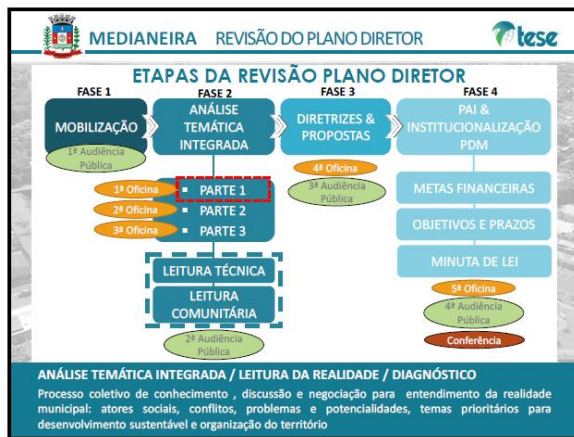 MEDIANEIRA REVISÃO DO PLANO DIRETOR
tese
ETAPAS DA REVISÃO PLANO DIRETOR
FASE 1
MOBILIZAÇÃO
1ª Audiência
Pública
FASE 2
ANÁLISE
TEMÁTICA
INTEGRADA
1ª Oficina
PARTE 1
2ª Oficina
PARTE 2
3ª Oficina
PARTE 3
LEITURA TÉCNICA
LEITURA
COMUNITÁRIA
2ª Audiência
Pública
FASE 3
DIRETRIZES &
PROPOSTAS
4ª Oficina
3ª Audiência
Pública
FASE 4
PAI &
INSTITUCIONALIZAÇÃO
PDM
METAS FINANCEIRAS
OBJETIVOS E PRAZOS
MINUTA DE LEI
5ª Oficina
4ª Audiência
Pública
Conferência
ANÁLISE TEMÁTICA INTEGRADA / LEITURA DA REALIDADE / DIAGNÓSTICO
Processo coletivo de conhecimento , discussão e negociação para entendimento da realidade
municipal: atores sociais, conflitos, problemas e potencialidades, temas prioritários para
desenvolvimento sustentável e organização do território